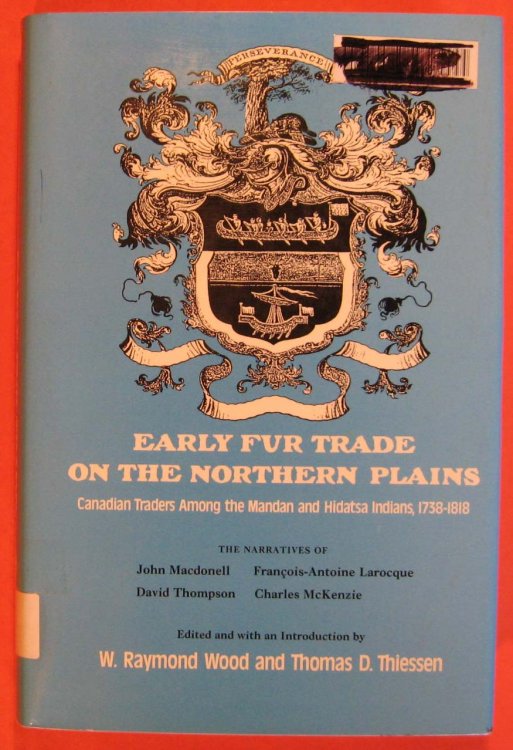 PERSEVERANCE
EARLY FUR TRADE
ON THE NORTHERN PLAINS
Canadian Traders Among the Mandan and Hidatsa Indians, 1738-1818
THE NARRATIVES OF
John Macdonell François-Antoine Larocque
David Thompson Charles McKenzie
Edited and with an Introduction by
W. Raymond Wood and Thomas D. Thiessen